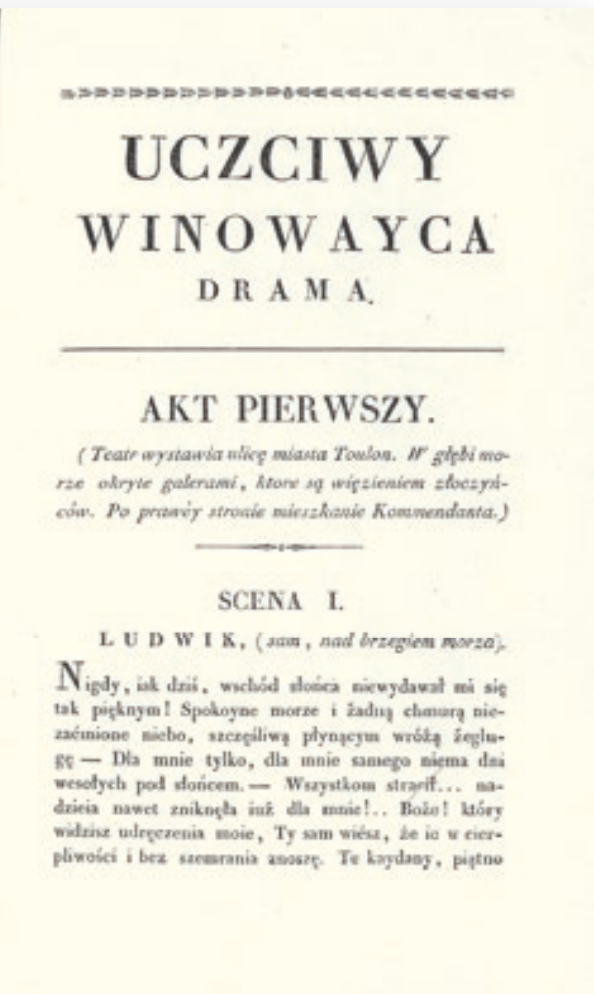 UCZCIWY
WINOWAYCA
DRAMA.
AKT PIERWSZY.
(Teatr wystawia ulicę miasta Toulon. W głębi mo-
rze okryte galerami, ktore są więzieniem złoczyń-
ców. Po prawéy stronie mieszkanie Kommendanta.)
SCENA I.
LUDWIK, (sam, nad brzegiem morza).
Nigdy, iak dziś, wschód słońca niewydawał mi się
tak pięknym! Spokoyne morze i żadną chmurą nie-
zaćmione niebo, szczęśliwą płynącym wróżą żeglu-
gę — Dla mnie tylko, dla mnie samego niema dni
wesołych pod słońcem. — Wszystkom stracił... na-
dzieia nawet zniknęła iuż dla mnie!.. Boże! który
widzisz udręczenia moie, Ty sam wiész, że ie w cier-
pliwości i bez szemrania znoszę. Te kaydany, piętno